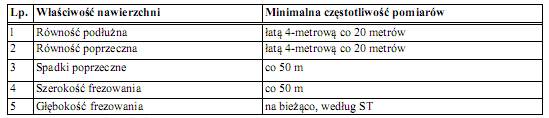 Lp. Właściwość nawierzchni Minimalna częstotliwość pomiarów
1 Równość podłużna łatą 4-metrową co 20 metrów
2 Równość poprzeczna łatą 4-metrową co 20 metrów
3 Spadki poprzeczne co 50 m
4 Szerokość frezowania co 50 m
5 Głębokość frezowania na bieżąco, według ST